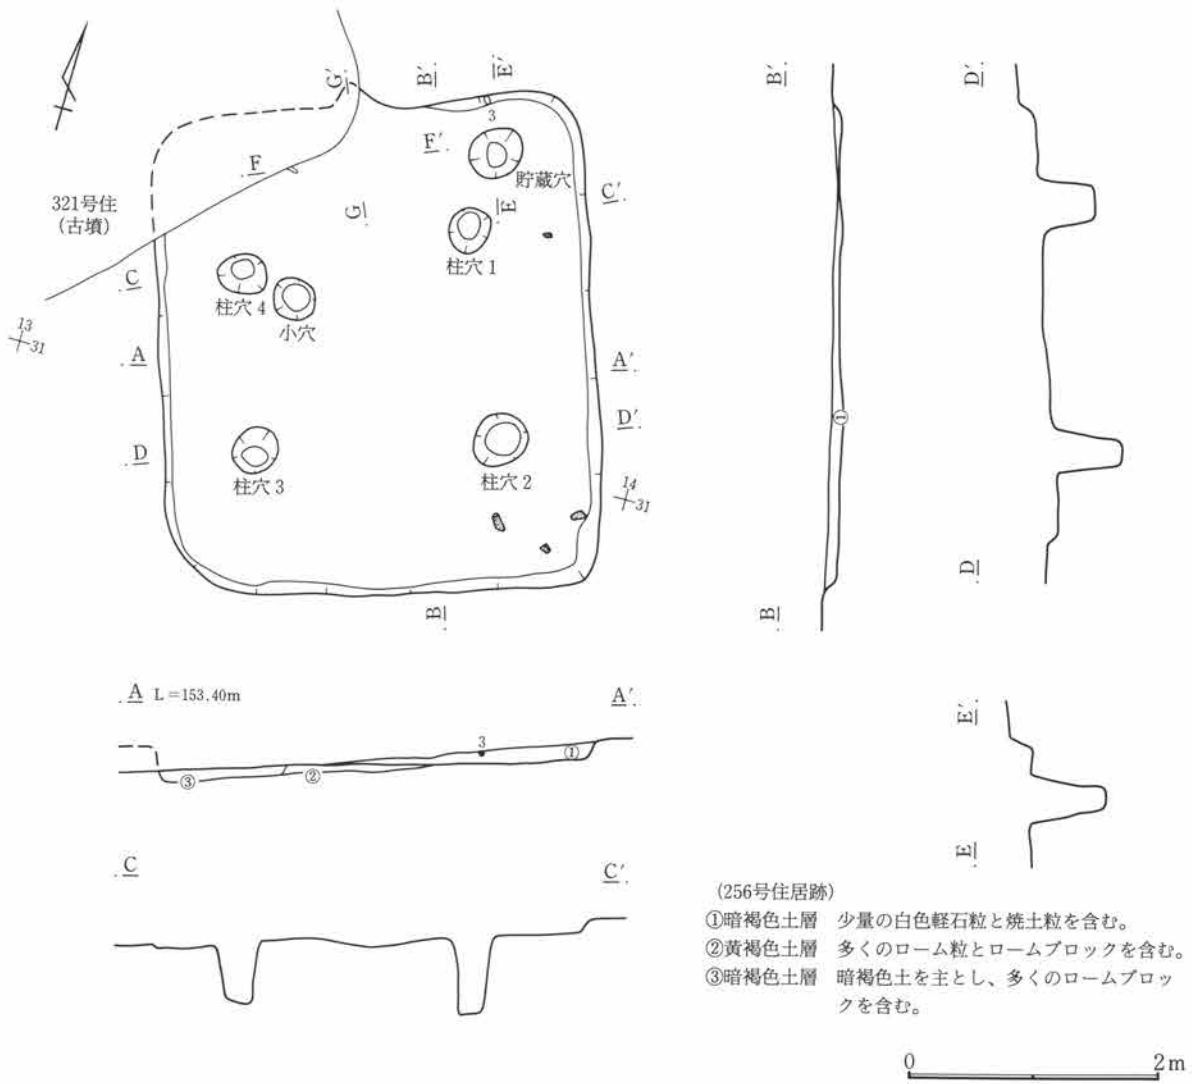 G′ B′ E′
3
F′
F
貯蔵穴
321号住
(古墳)
C′
G E
柱穴1
C
柱穴4
小穴
13
31
A A′
D′
D
柱穴3 柱穴2
14
31
B
B′ D′
①
D
B
A L=153.40m A′
3
①
②
③
E′
E
C C′
(256号住居跡)
①暗褐色土層 少量の白色軽石粒と焼土粒を含む。
②黄褐色土層 多くのローム粒とロームブロックを含む。
③暗褐色土層 暗褐色土を主とし、多くのロームブロッ
クを含む。
0 2m